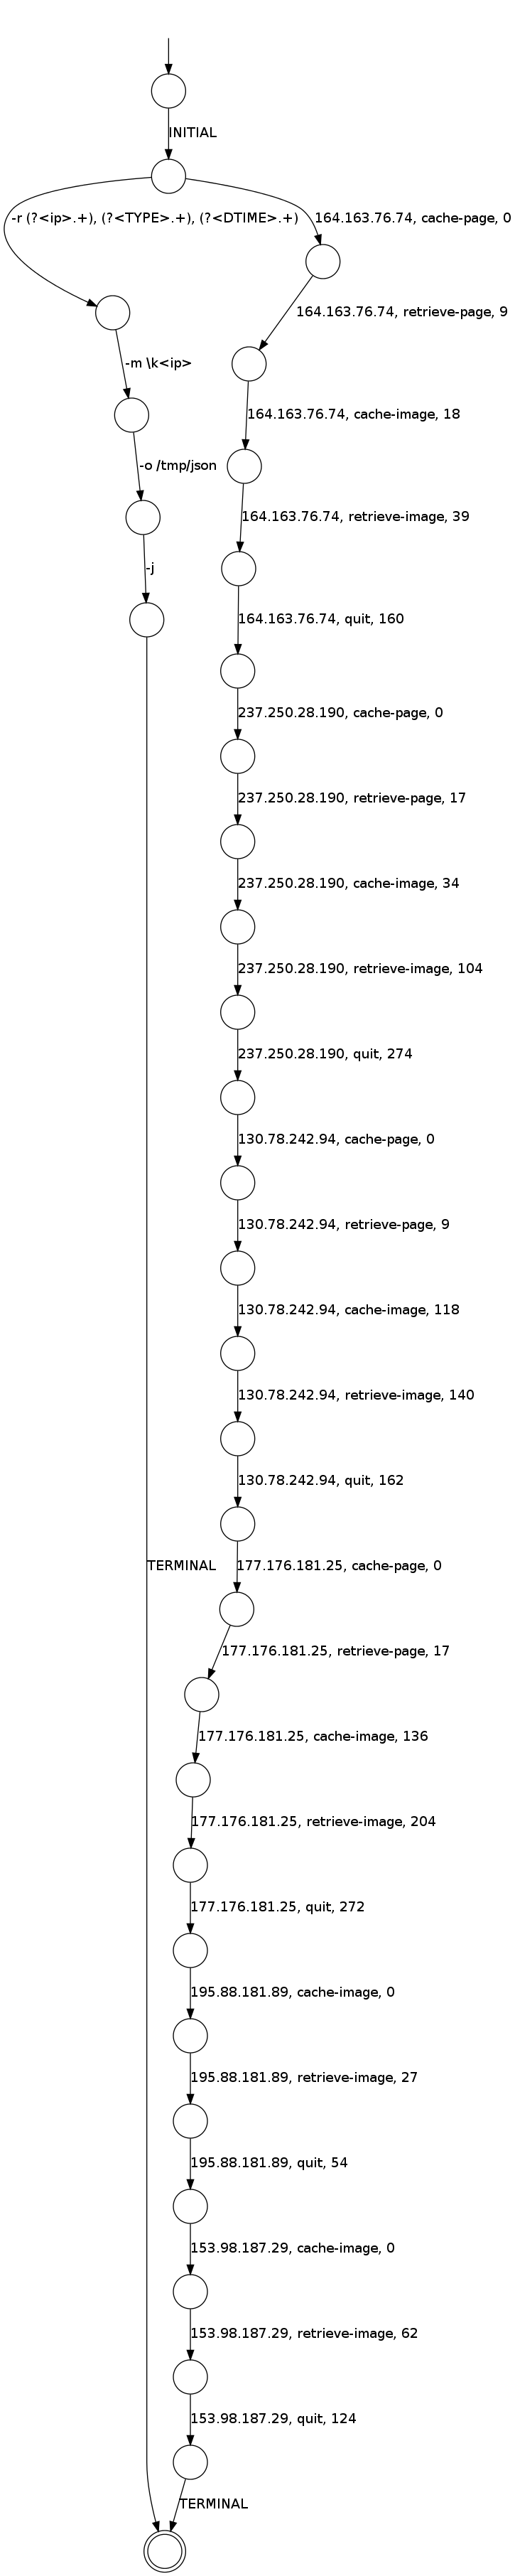 INITIAL
-r (?<ip>.+), (?<TYPE>.+), (?<DTIME>.+)
164.163.76.74, cache-page, 0
164.163.76.74, retrieve-page, 9
-m \k<ip>
164.163.76.74, cache-image, 18
-o /tmp/json
164.163.76.74, retrieve-image, 39
-j
164.163.76.74, quit, 160
237.250.28.190, cache-page, 0
237.250.28.190, retrieve-page, 17
237.250.28.190, cache-image, 34
237.250.28.190, retrieve-image, 104
237.250.28.190, quit, 274
130.78.242.94, cache-page, 0
130.78.242.94, retrieve-page, 9
130.78.242.94, cache-image, 118
130.78.242.94, retrieve-image, 140
130.78.242.94, quit, 162
TERMINAL
177.176.181.25, cache-page, 0
177.176.181.25, retrieve-page, 17
177.176.181.25, cache-image, 136
177.176.181.25, retrieve-image, 204
177.176.181.25, quit, 272
195.88.181.89, cache-image, 0
195.88.181.89, retrieve-image, 27
195.88.181.89, quit, 54
153.98.187.29, cache-image, 0
153.98.187.29, retrieve-image, 62
153.98.187.29, quit, 124
TERMINAL